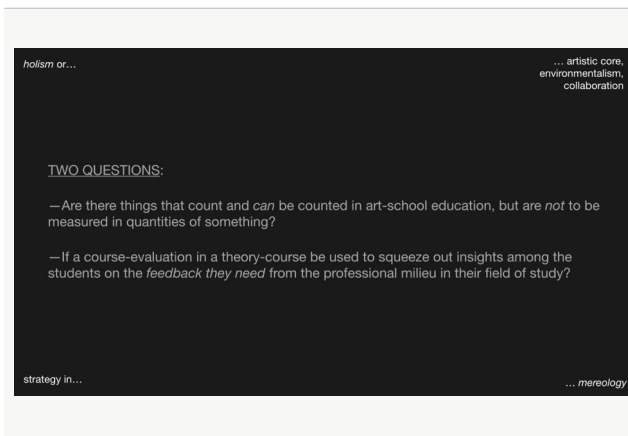 holism or…
… artistic core,
environmentalism,
collaboration
TWO QUESTIONS:
—Are there things that count and can be counted in art-school education, but are not to be
measured in quantities of something?
—If a course-evaluation in a theory-course be used to squeeze out insights among the
students on the feedback they need from the professional milieu in their field of study?
strategy in…
… mereology